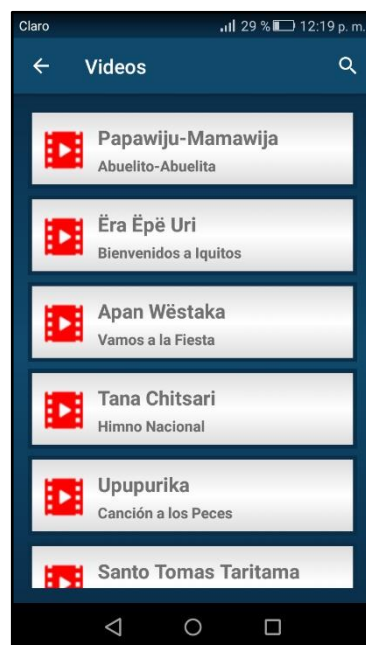 Claro 29 % 12:19 p. m.
Videos
Papawiju-Mamawija
Abuelito-Abuelita
Ëra Ëpë Uri
Bienvenidos a Iquitos
Apan Wëstaka
Vamos a la Fiesta
Tana Chitsari
Himno Nacional
Upupurika
Canción a los Peces
Santo Tomas Taritama